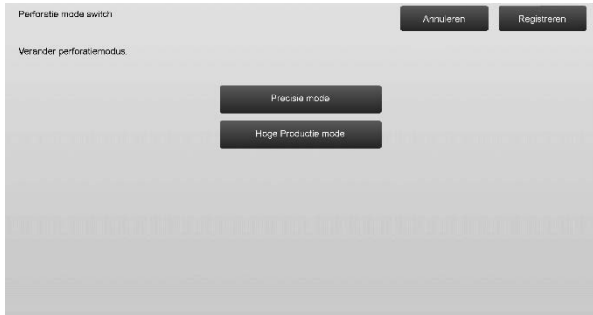 Perforatie mode switch
Annuleren
Registreren
Verander perforatiemodus.
Precisie mode
Hoge Productie mode